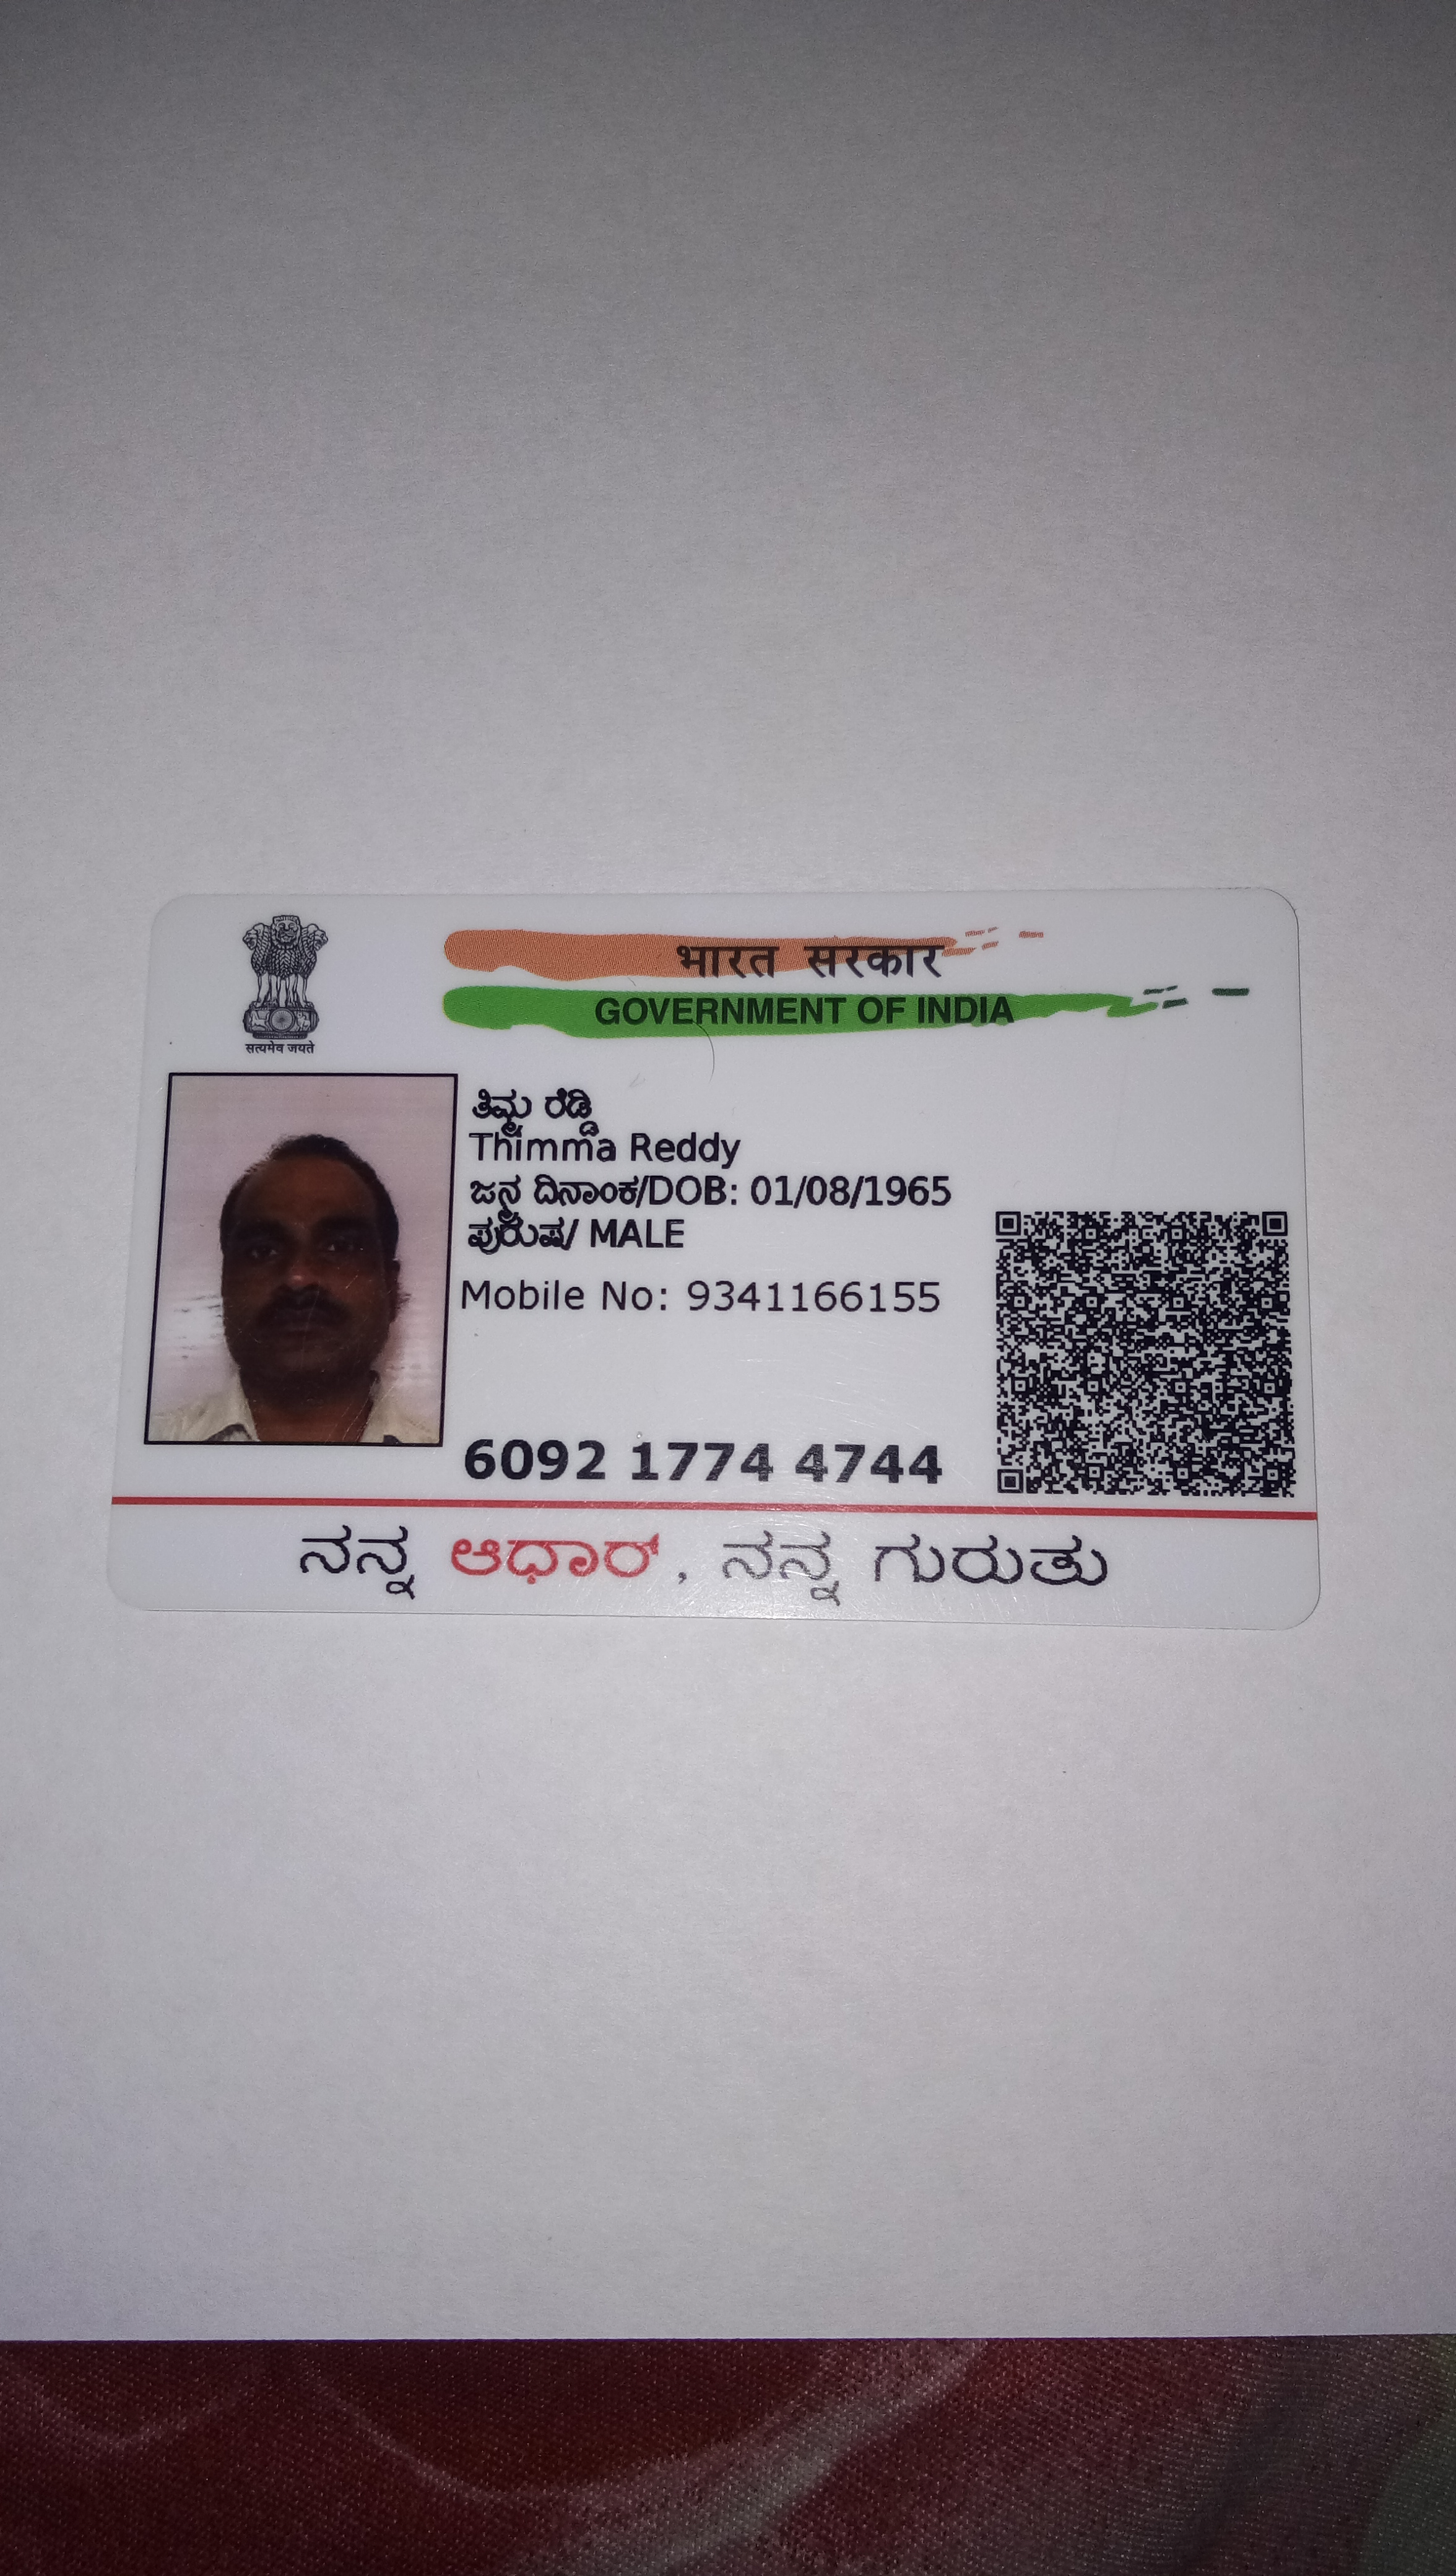 सत्यमेव जयते
भारत सरकार
GOVERNMENT OF INDIA
ತಿಮ್ಮ ರೆಡ್ಡಿ
Thimma Reddy
ಜನ್ಮ ದಿನಾಂಕ/DOB: 01/08/1965
ಪುರುಷ/ MALE
Mobile No: 9341166155
6092 1774 4744
ನನ್ನ ಆಧಾರ್, ನನ್ನ ಗುರುತು